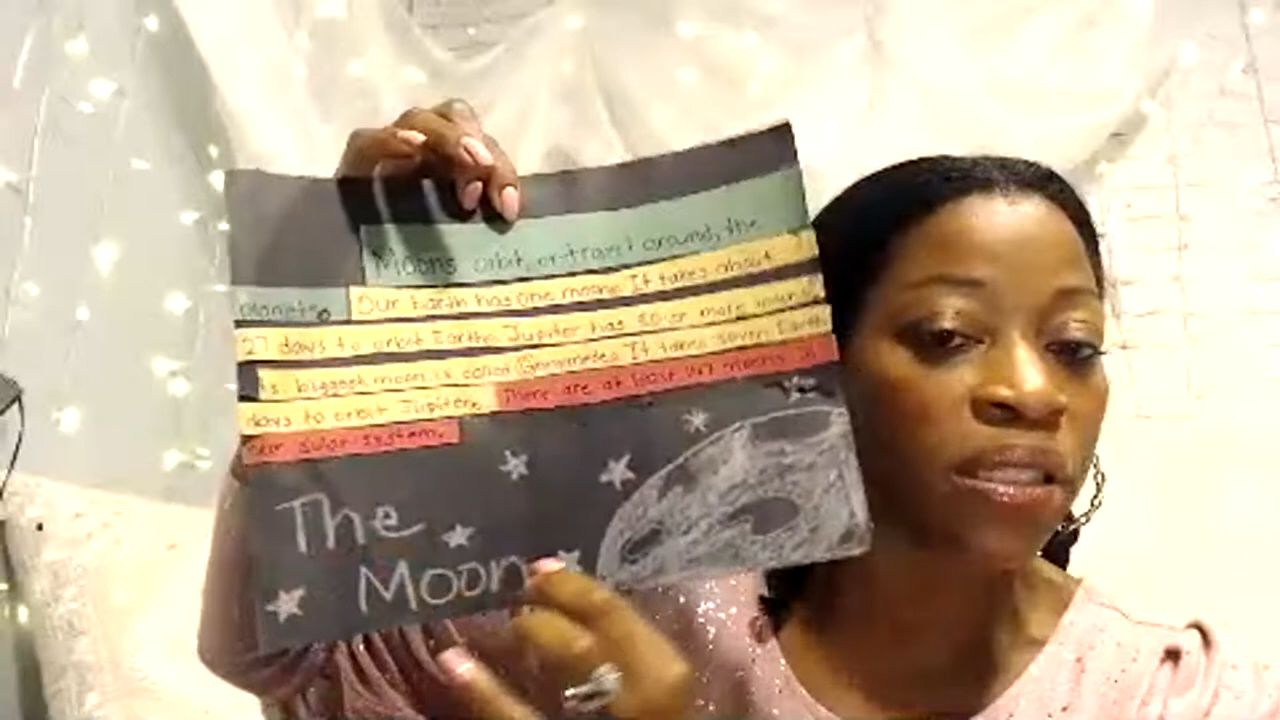 Moons orbit, or travel around, the
planets. Our Earth has one moon. It takes about
27 days to orbit Earth. Jupiter has 50 or more moons.
Its biggest moon is called Ganymede. It takes seven Earth
days to orbit Jupiter. There are at least 147 moons in
our solar system.
The
Moon